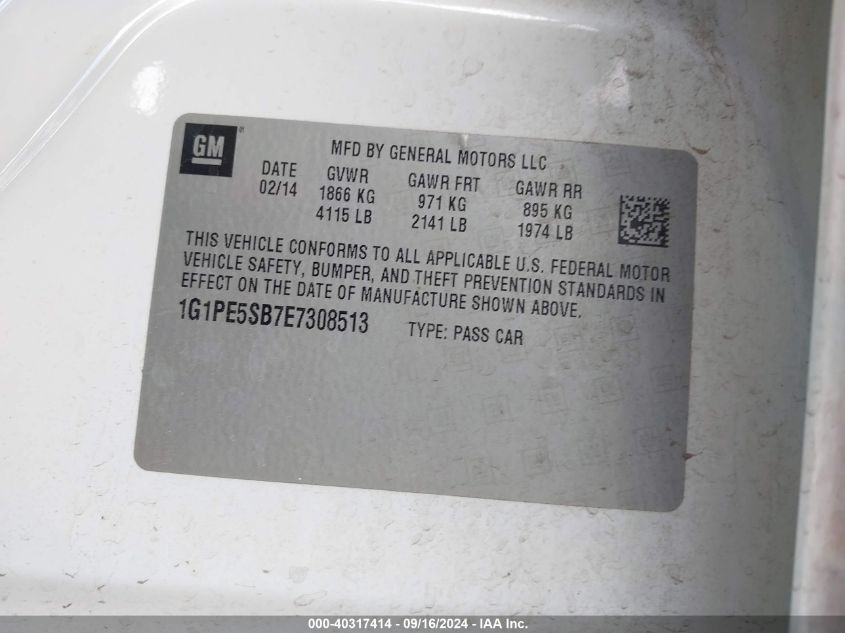 GM
MFD BY GENERAL MOTORS LLC
DATE GVWR GAWR FRT GAWR RR
02/14 1866 KG 971 KG 895 KG
4115 LB 2141 LB 1974 LB
THIS VEHICLE CONFORMS TO ALL APPLICABLE U.S. FEDERAL MOTOR
VEHICLE SAFETY, BUMPER, AND THEFT PREVENTION STANDARDS IN
EFFECT ON THE DATE OF MANUFACTURE SHOWN ABOVE.
1G1PE5SB7E7308513 TYPE: PASS CAR
000-40317414 - 09/16/2024 - IAA Inc.